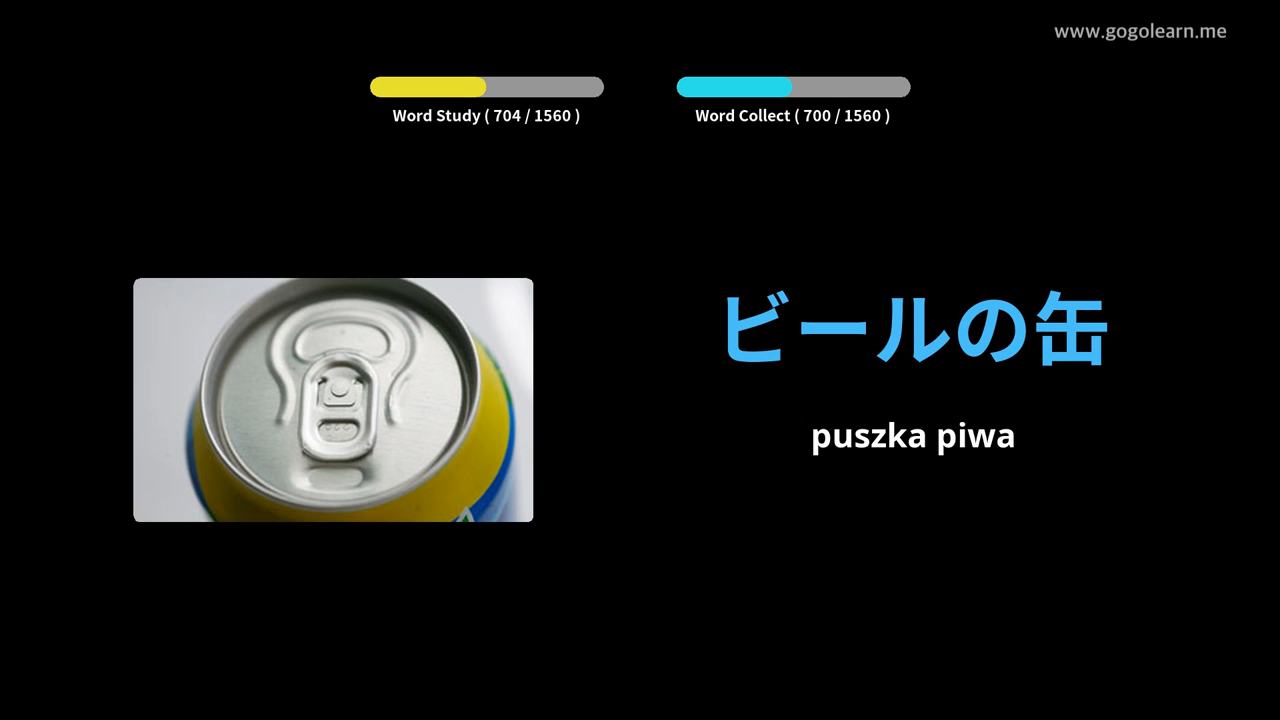 www.gogolearn.me
Word Study ( 704 / 1560 )
Word Collect ( 700 / 1560 )
ビールの缶
puszka piwa